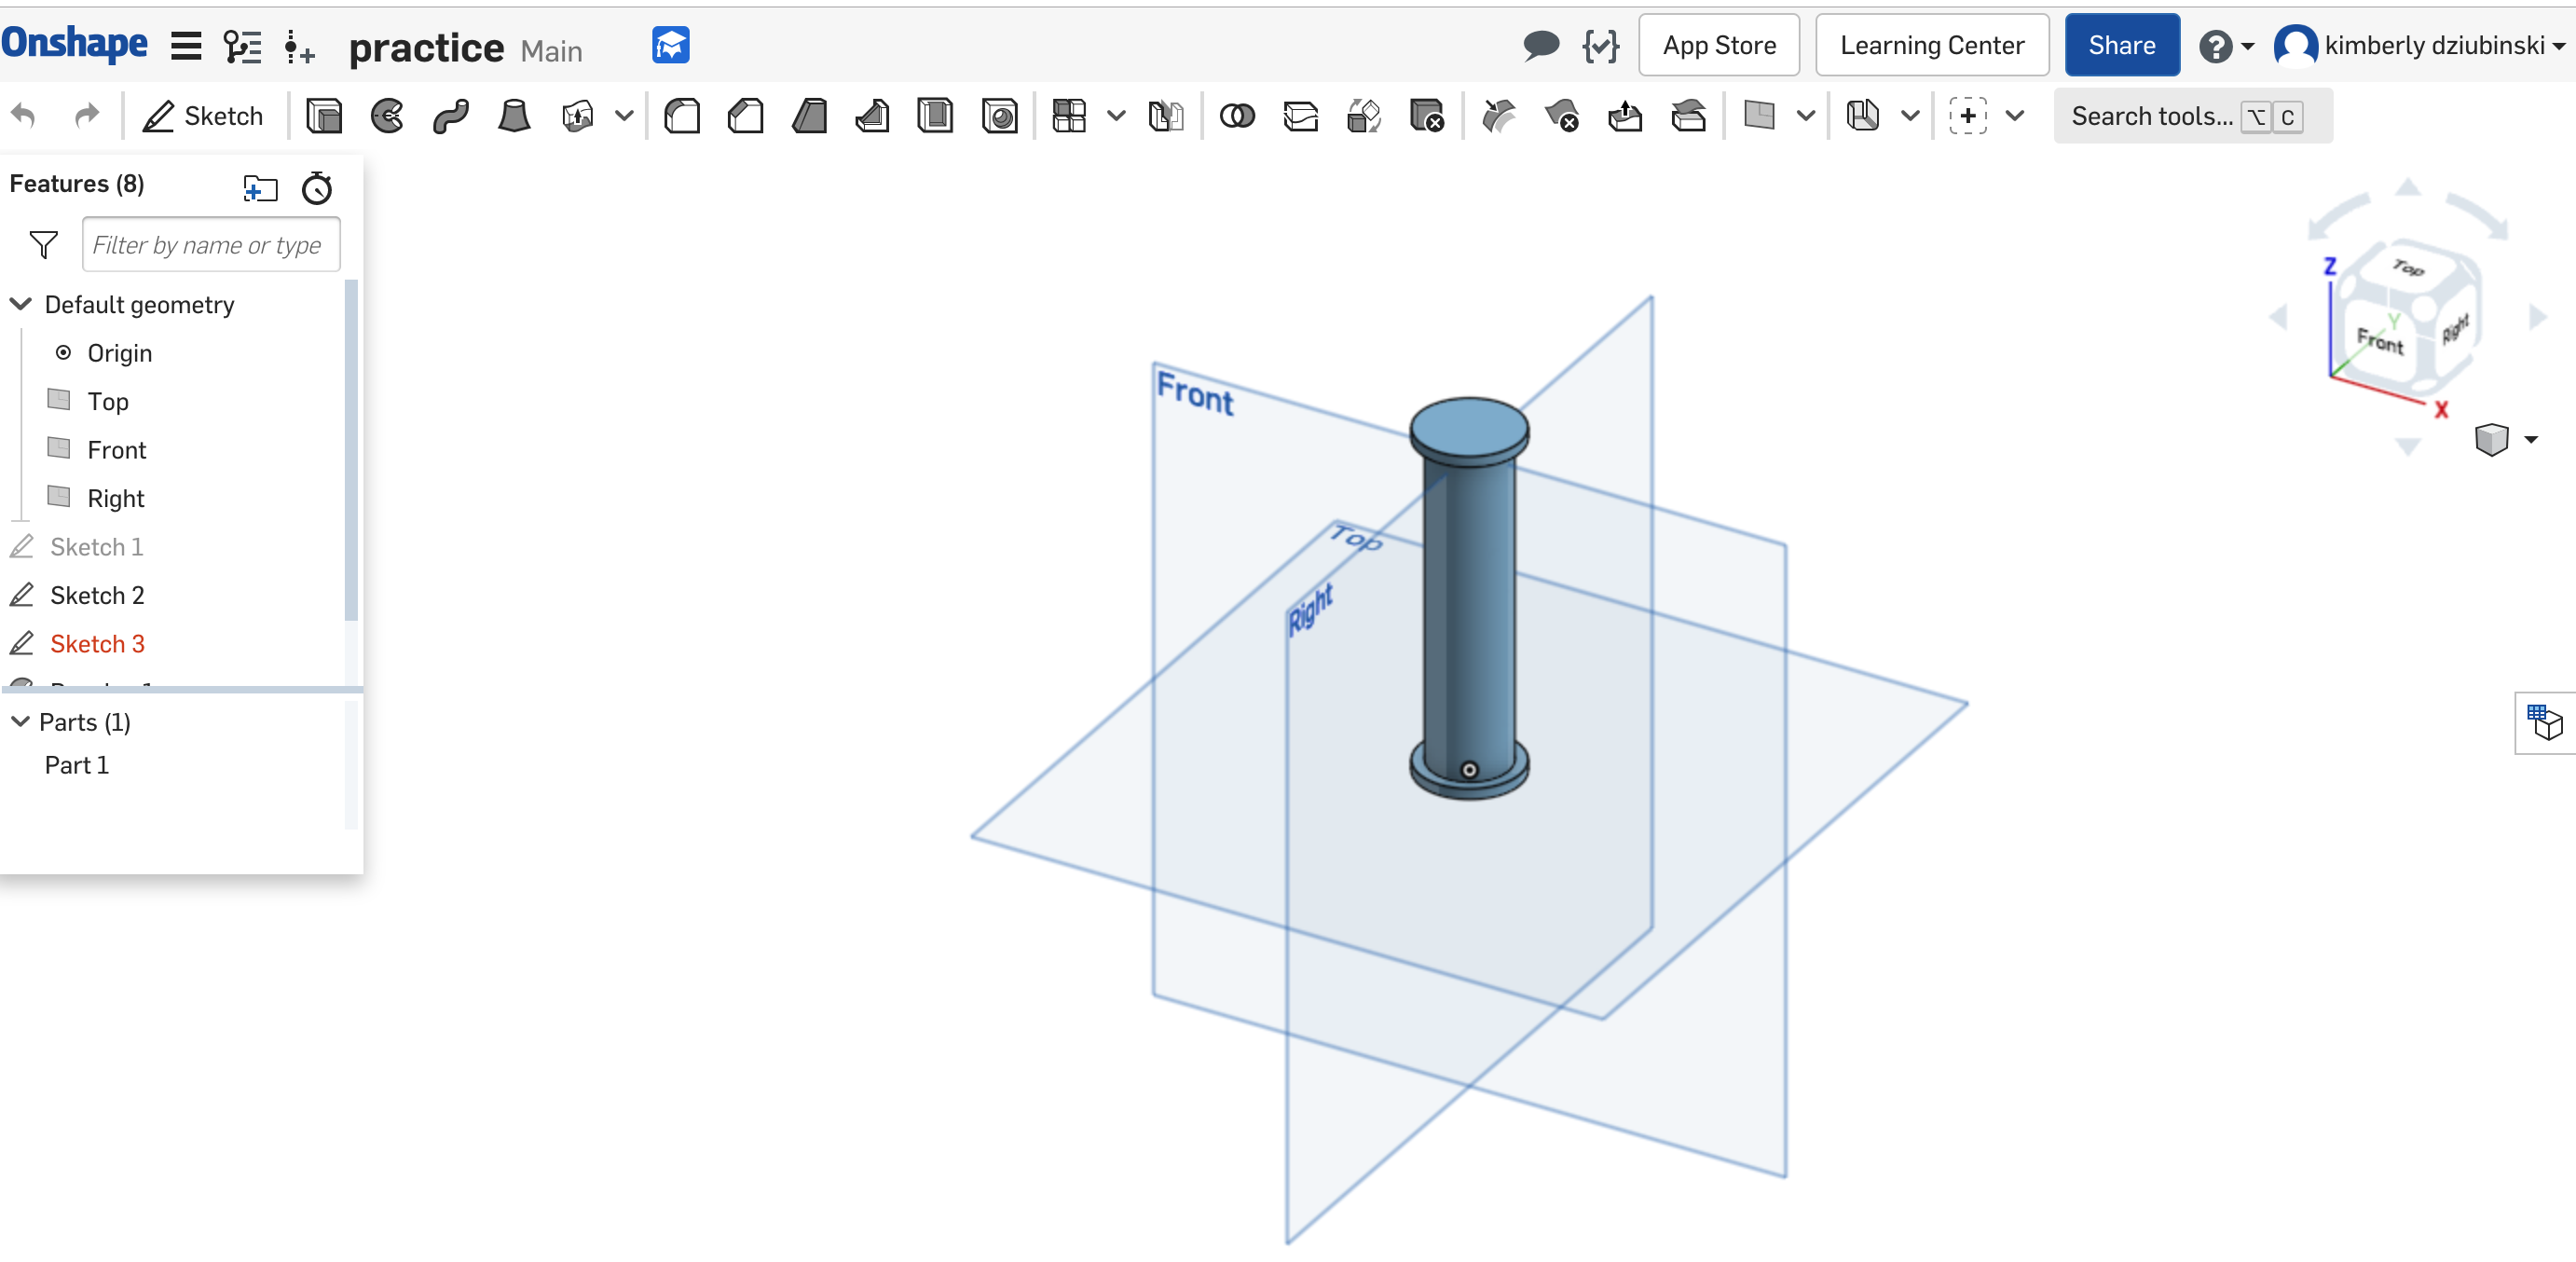 Onshape practice Main App Store Learning Center Share kimberly dziubinski
Sketch Search tools... ⌥ C
Features (8)
Filter by name or type
Default geometry
Origin
Top
Front
Right
Sketch 1
Sketch 2
Sketch 3
Parts (1)
Part 1
Front
Top
Right
Z
Top
Y
Front
Right
X